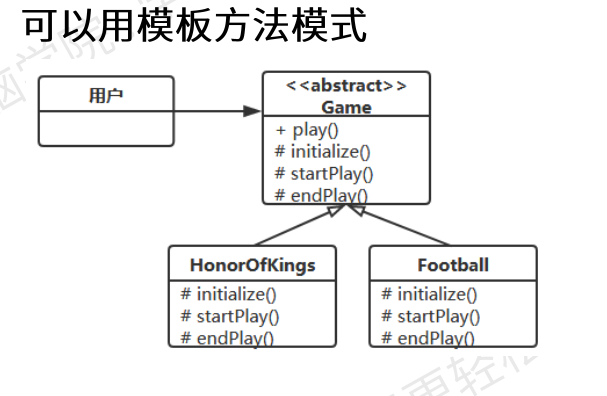 可以用模板方法模式
用户
<<abstract>>
Game
+ play()
# initialize()
# startPlay()
# endPlay()
HonorOfKings
# initialize()
# startPlay()
# endPlay()
Football
# initialize()
# startPlay()
# endPlay()